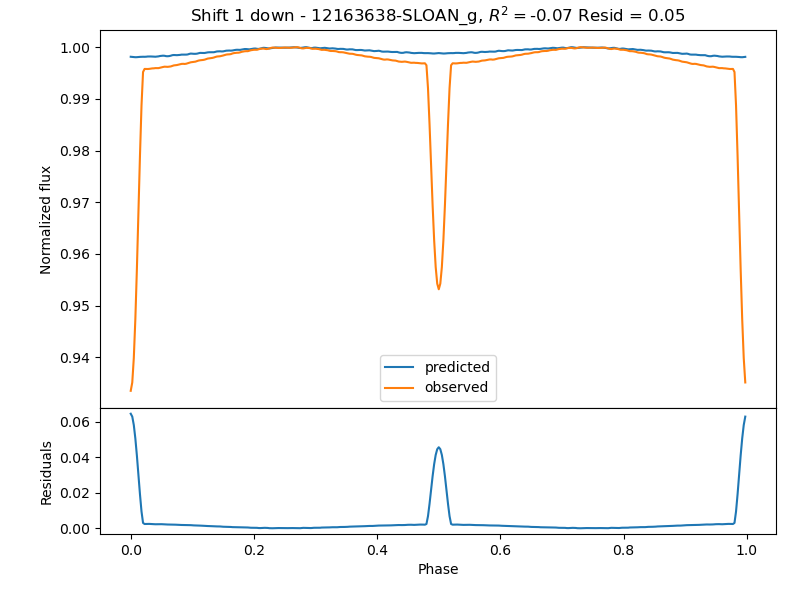 Shift 1 down - 12163638-SLOAN_g, R² = -0.07 Resid = 0.05
1.00
0.99
0.98
0.97
0.96
0.95
0.94
Normalized flux
predicted
observed
0.06
0.04
0.02
0.00
Residuals
0.0 0.2 0.4 0.6 0.8 1.0
Phase